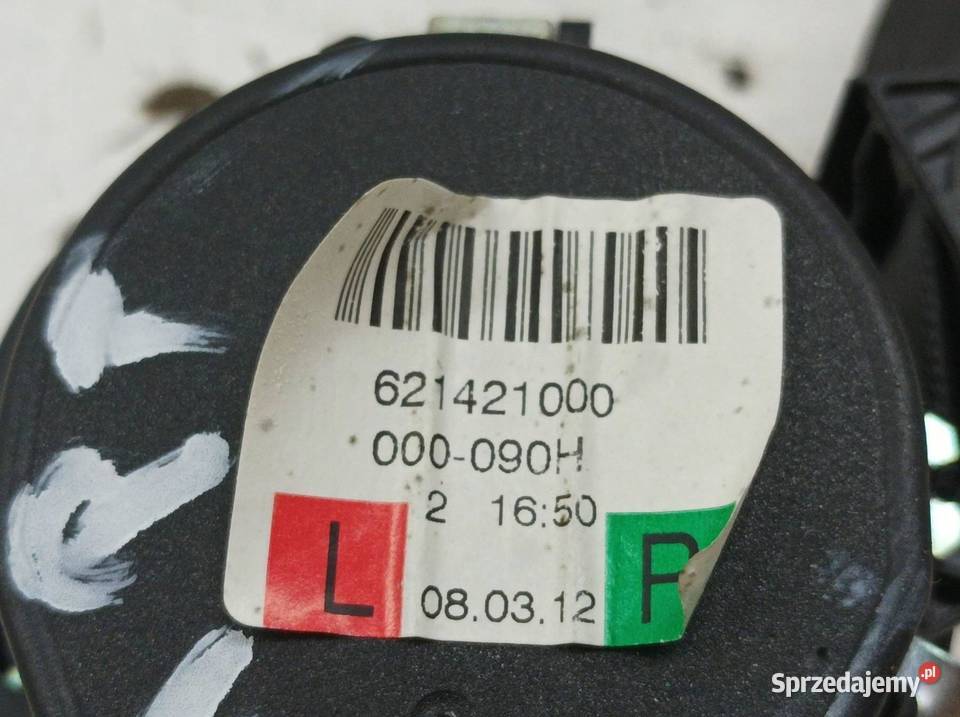 621421000
000-090H
2 16:50
L P
08.03.12
Sprzedajemy.pl